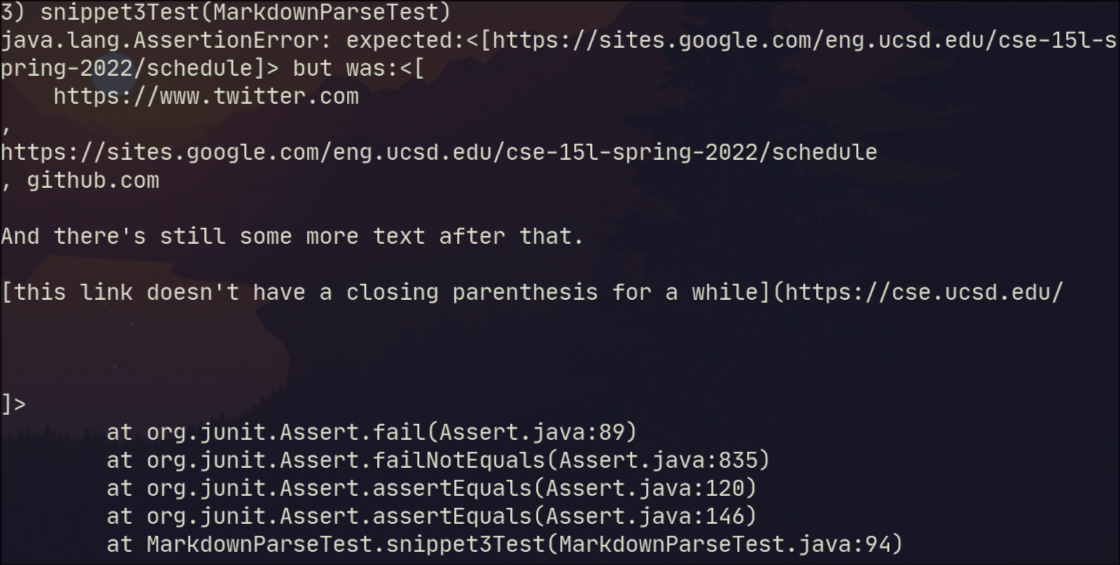 3) snippet3Test(MarkdownParseTest)
java.lang.AssertionError: expected:<[https://sites.google.com/eng.ucsd.edu/cse-15l-s
pring-2022/schedule]> but was:<[
    https://www.twitter.com
,
https://sites.google.com/eng.ucsd.edu/cse-15l-spring-2022/schedule
, github.com

And there's still some more text after that.

[this link doesn't have a closing parenthesis for a while](https://cse.ucsd.edu/



]>
        at org.junit.Assert.fail(Assert.java:89)
        at org.junit.Assert.failNotEquals(Assert.java:835)
        at org.junit.Assert.assertEquals(Assert.java:120)
        at org.junit.Assert.assertEquals(Assert.java:146)
        at MarkdownParseTest.snippet3Test(MarkdownParseTest.java:94)